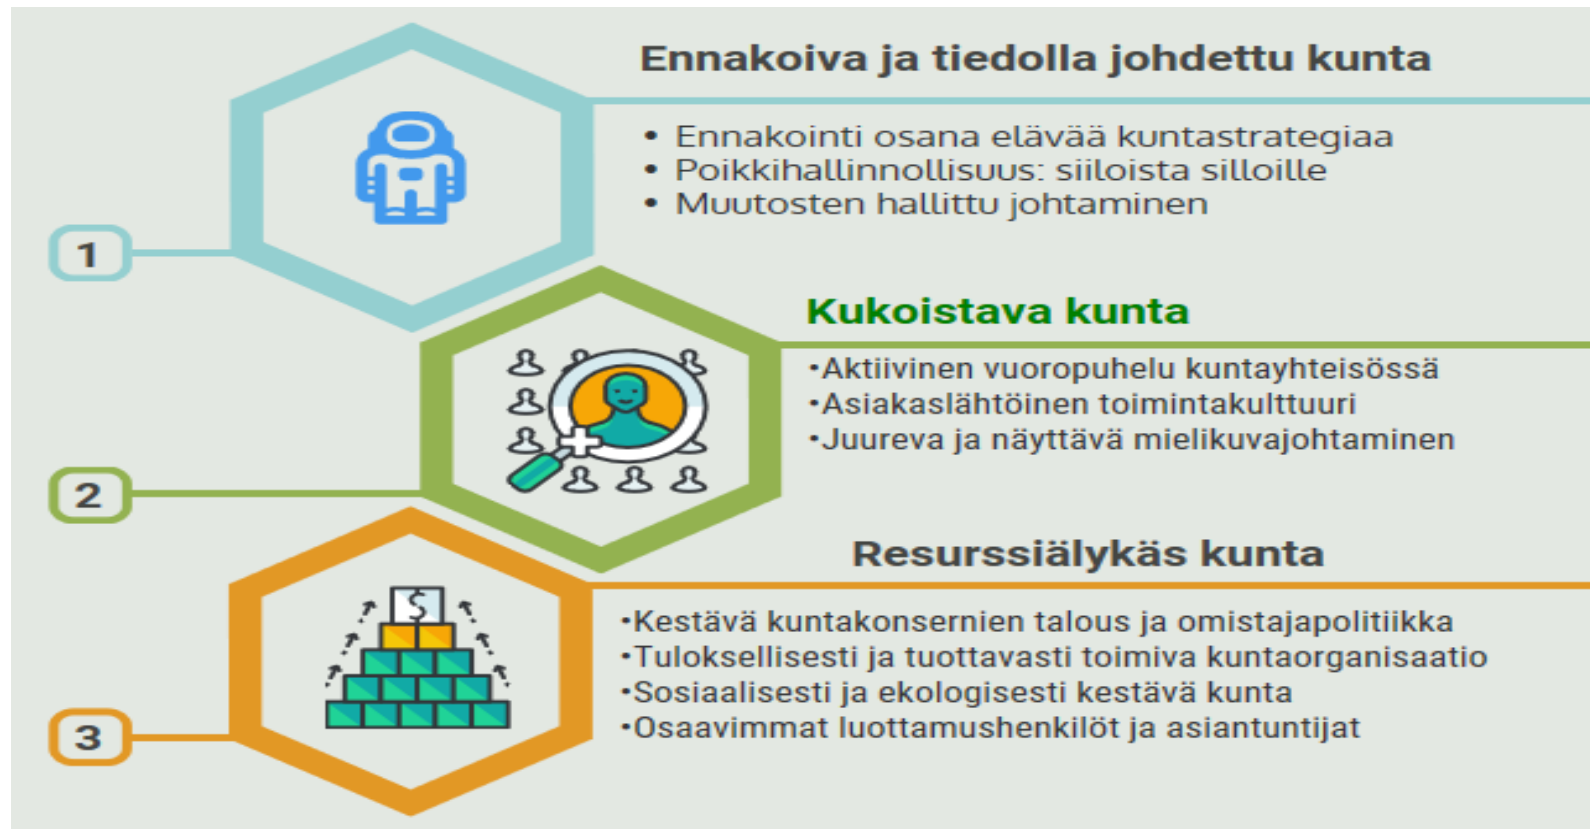 Ennakoiva ja tiedolla johdettu kunta
• Ennakointi osana elävää kuntastrategiaa
• Poikkihallinnollisuus: siiloista silloille
• Muutosten hallittu johtaminen
1
Kukoistava kunta
•Aktiivinen vuoropuhelu kuntayhteisössä
•Asiakaslähtöinen toimintakulttuuri
•Juureva ja näyttävä mielikuvajohtaminen
2
Resurssiälykäs kunta
$
•Kestävä kuntakonsernien talous ja omistajapolitiikka
•Tuloksellisesti ja tuottavasti toimiva kuntaorganisaatio
•Sosiaalisesti ja ekologisesti kestävä kunta
•Osaavimmat luottamushenkilöt ja asiantuntijat
3